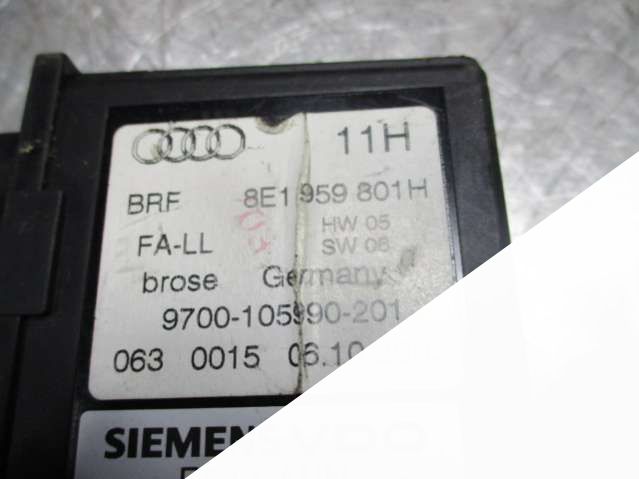 11H
BRF 8E1 959 801H
HW 05
FA-LL SW 06
brose Germany
9700-105990-201
063 0015 06.10
SIEMENS VDO